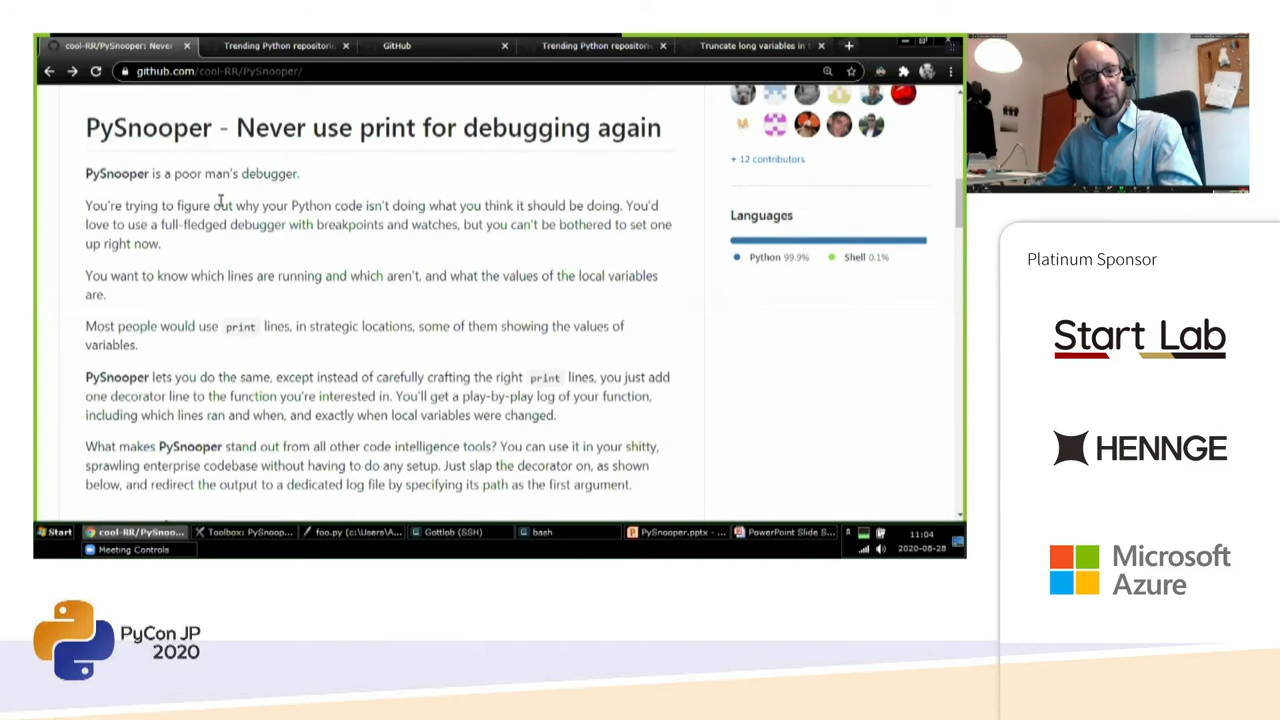 cool-RR/PySnooper: Never
Trending Python repositorie
GitHub
Trending Python repositorie
Truncate long variables in
github.com/cool-RR/PySnooper/
PySnooper - Never use print for debugging again
PySnooper is a poor man's debugger.
You're trying to figure out why your Python code isn't doing what you think it should be doing. You'd
love to use a full-fledged debugger with breakpoints and watches, but you can't be bothered to set one
up right now.
You want to know which lines are running and which aren't, and what the values of the local variables
are.
Most people would use print lines, in strategic locations, some of them showing the values of
variables.
PySnooper lets you do the same, except instead of carefully crafting the right print lines, you just add
one decorator line to the function you're interested in. You'll get a play-by-play log of your function,
including which lines ran and when, and exactly when local variables were changed.
What makes PySnooper stand out from all other code intelligence tools? You can use it in your shitty,
sprawling enterprise codebase without having to do any setup. Just slap the decorator on, as shown
below, and redirect the output to a dedicated log file by specifying its path as the first argument.
+ 12 contributors
Languages
Python 99.9%
Shell 0.1%
Start
cool-RR/PySnoo...
Toolbox: PySnoop...
foo.py (c:\Users\A...
Gottlob (SSH)
bash
PySnooper.pptx - ...
PowerPoint Slide S...
11:04
Meeting Controls
2020-08-28
Platinum Sponsor
Start Lab
HENNGE
Microsoft
Azure
PyCon JP
2020